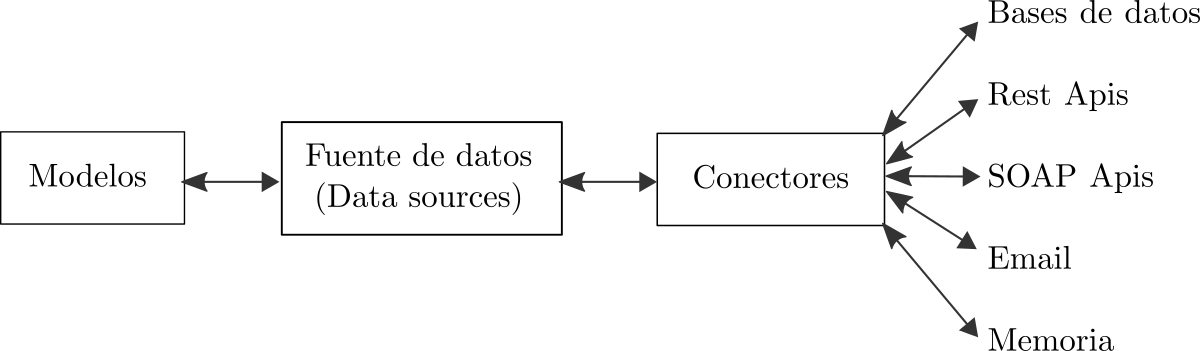 Modelos
Fuente de datos
(Data sources)
Conectores
Bases de datos
Rest Apis
SOAP Apis
Email
Memoria